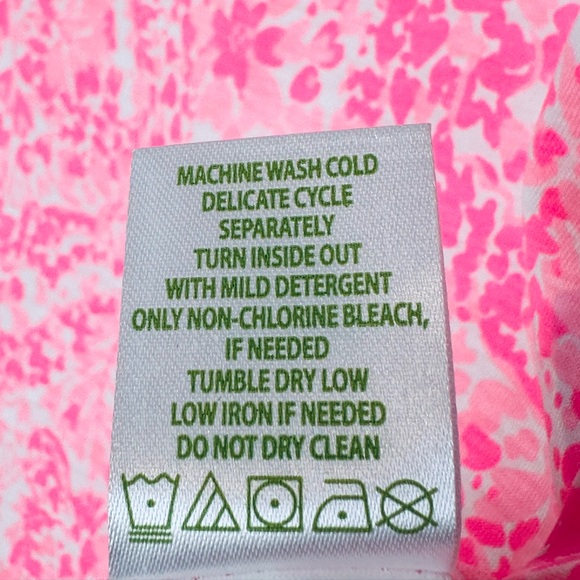 MACHINE WASH COLD
DELICATE CYCLE
SEPARATELY
TURN INSIDE OUT
WITH MILD DETERGENT
ONLY NON-CHLORINE BLEACH,
IF NEEDED
TUMBLE DRY LOW
LOW IRON IF NEEDED
DO NOT DRY CLEAN